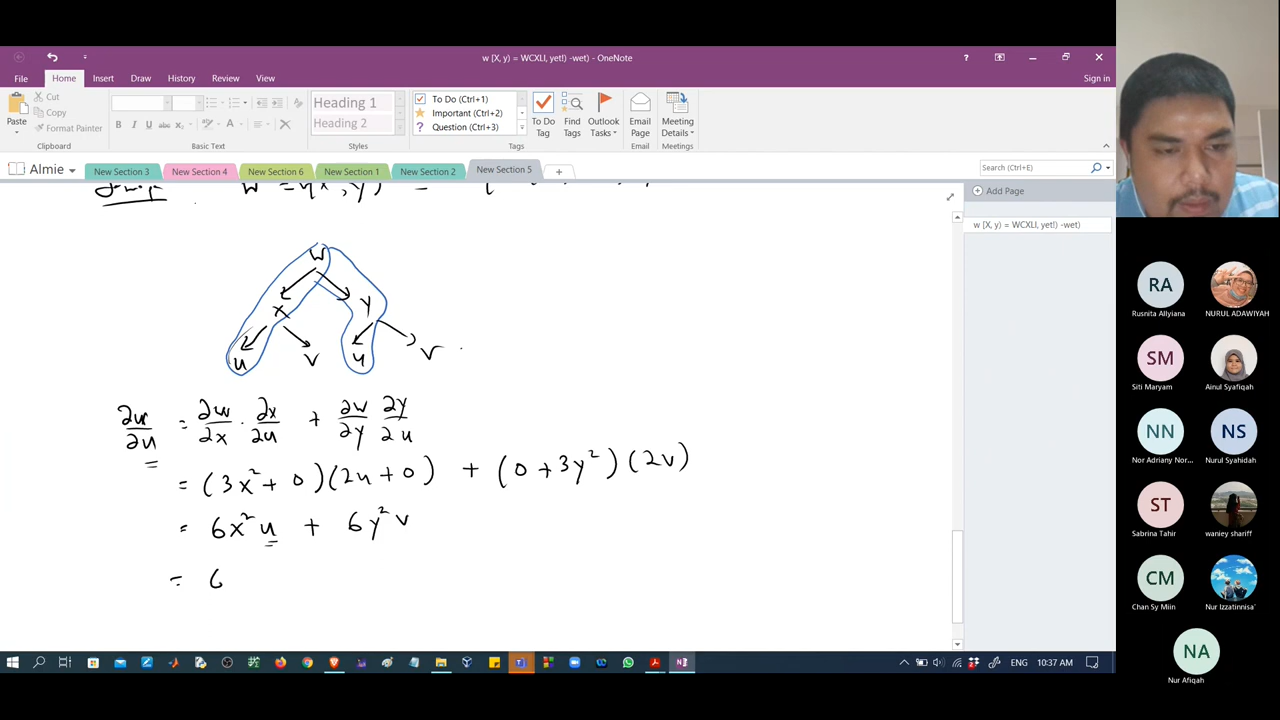 w [X, y) = WCXLI, yet!) -wet) - OneNote
File Home Insert Draw History Review View Sign in
Paste Cut Copy Format Painter Clipboard
B I U abc x₂ A Basic Text
Heading 1 Heading 2 Styles
To Do (Ctrl+1)
Important (Ctrl+2)
Question (Ctrl+3)
To Do Tag Find Tags Outlook Tasks Tags
Email Page Email
Meeting Details Meetings
Almie New Section 3 New Section 4 New Section 6 New Section 1 New Section 2 New Section 5 Search (Ctrl+E)
Add Page
w [X, y) = WCXLI, yet!) -wet)
W
x y
u v u v
∂w/∂u = ∂w/∂x · ∂x/∂u + ∂w/∂y ∂y/∂u
= (3x² + 0)(2u + 0) + (0 + 3y²)(2v)
= 6x²u + 6y²v
= 6
RA
Rusnita Allyiana NURUL ADAWIYAH
SM
Siti Maryam Ainul Syafiqah
NN NS
Nor Adriany Nor... Nurul Syahidah
ST
Sabrina Tahir waniey shariff
CM
Chan Sy Miin Nur Izzatinnisa'
NA
Nur Afiqah
ENG 10:37 AM